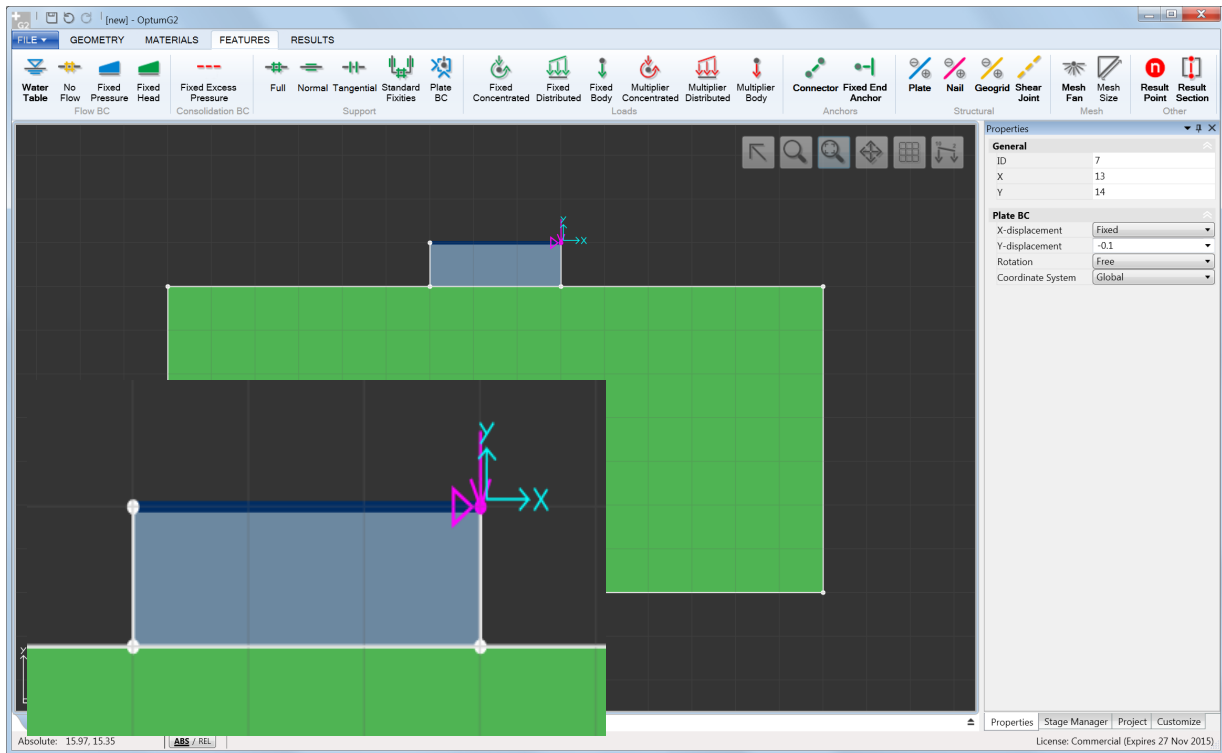 [new] - OptumG2
G2
FILE GEOMETRY MATERIALS FEATURES RESULTS
Water Table No Flow Fixed Pressure Fixed Head Fixed Excess Pressure Full Normal Tangential Standard Fixities Plate BC Fixed Concentrated Fixed Distributed Fixed Body Multiplier Concentrated Multiplier Distributed Multiplier Body Connector Fixed End Anchor Plate Nail Geogrid Shear Joint Mesh Fan Mesh Size Result Point Result Section
Flow BC Consolidation BC Support Loads Anchors Structural Mesh Other
Properties
General
ID 7
X 13
Y 14
Plate BC
X-displacement Fixed
Y-displacement -0.1
Rotation Free
Coordinate System Global
y
X
y
X
y
Properties Stage Manager Project Customize
Absolute: 15.97, 15.35 ABS / REL License: Commercial (Expires 27 Nov 2015)